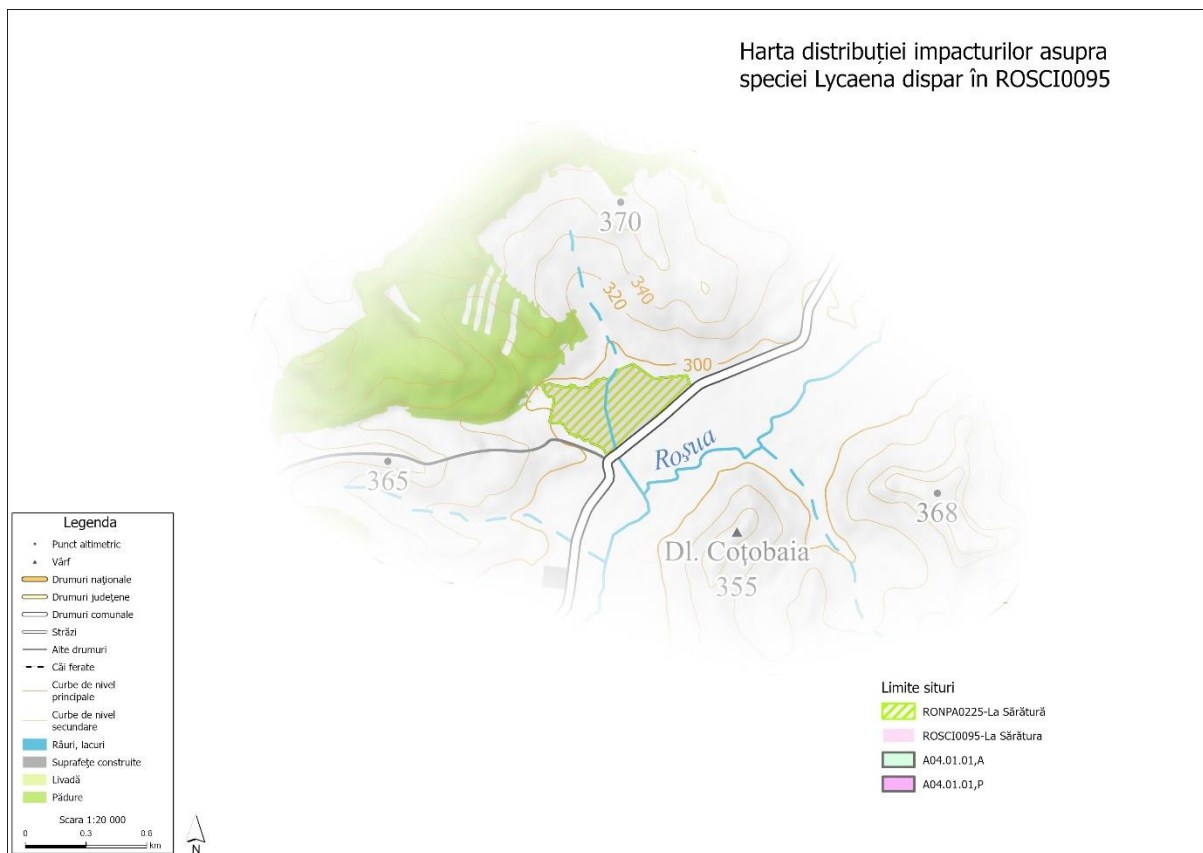 Harta distribuției impacturilor asupra
speciei Lycaena dispar în ROSCI0095
370
340
320
300
Roșua
365
368
Dl. Coțobaia
355
Legenda
Punct altimetric
Vârf
Drumuri naționale
Drumuri județene
Drumuri comunale
Străzi
Alte drumuri
Căi ferate
Curbe de nivel
principale
Curbe de nivel
secundare
Râuri, lacuri
Suprafețe construite
Livadă
Pădure
Scara 1:20 000
0 0.3 0.6
km
N
Limite situri
RONPA0225-La Sărătură
ROSCI0095-La Sărătura
A04.01.01,A
A04.01.01,P